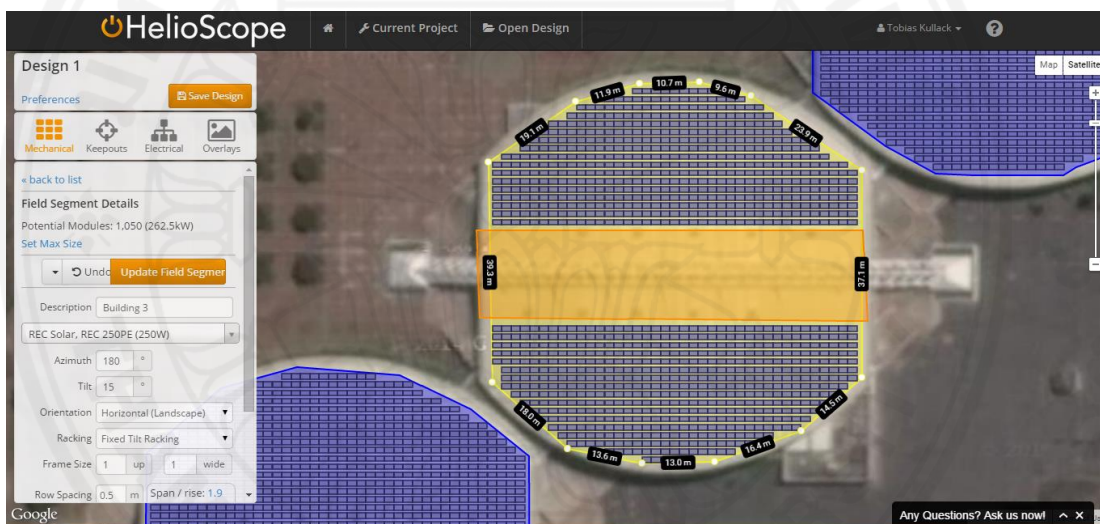 HelioScope
Current Project
Open Design
Tobias Kullack
?
Design 1
Preferences
Save Design
Mechanical
Keepouts
Electrical
Overlays
« back to list
Field Segment Details
Potential Modules: 1,050 (262.5kW)
Set Max Size
Undo
Update Field Segmen
Description
Building 3
REC Solar, REC 250PE (250W)
Azimuth 180 °
Tilt 15 °
Orientation Horizontal (Landscape)
Racking Fixed Tilt Racking
Frame Size 1 up 1 wide
Row Spacing 0.5 m Span / rise: 1.9
Google
Map Satellite
+
−
11.9 m
10.7 m
9.6 m
19.1 m
23.9 m
39.3 m
37.1 m
18.0 m
14.5 m
13.6 m
13.0 m
16.4 m
Any Questions? Ask us now!